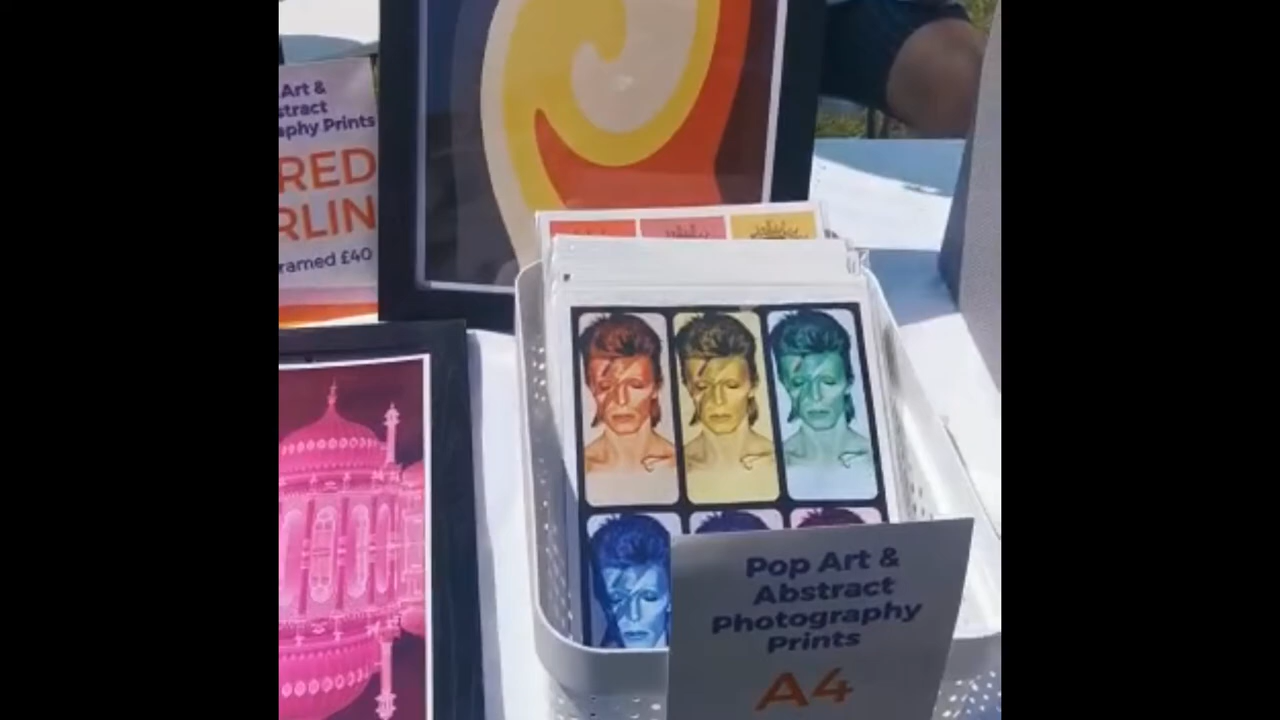 Art &
stract
aphy Prints
RED
RLIN
ramed £40
Pop Art &
Abstract
Photography
Prints
A4